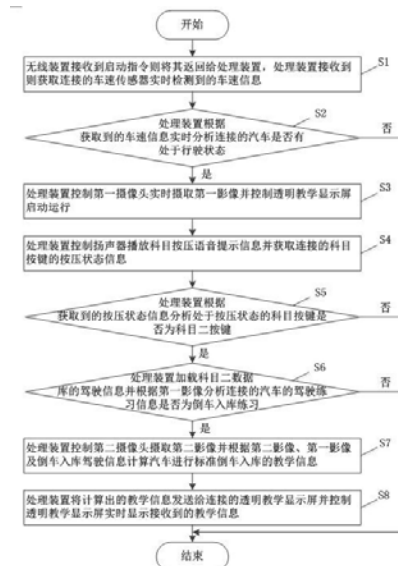 开始
无线装置接收到启动指令则将其返回给处理装置，处理装置接收到
则获取连接的车速传感器实时检测到的车速信息
S1
处理装置根据
获取到的车速信息实时分析连接的汽车是否有
处于行驶状态
S2
否
是
处理装置控制第一摄像头实时摄取第一影像并控制透明教学显示屏
启动运行
S3
处理装置控制扬声器播放科目按压语音提示信息并获取连接的科目
按键的按压状态信息
S4
处理装置根据
获取到的按压状态信息分析处于按压状态的科目按键是
否为科目二按键
S5
否
是
处理装置加载科目二数据
库的驾驶信息并根据第一影像分析连接的汽车的驾驶练
习信息是否为倒车入库练习
S6
否
是
处理装置控制第二摄像头摄取第二影像并根据第二影像、第一影像
及倒车入库驾驶信息计算汽车进行标准倒车入库的教学信息
S7
处理装置将计算出的教学信息发送给连接的透明教学显示屏并控制
透明教学显示屏实时显示接收到的教学信息
S8
结束